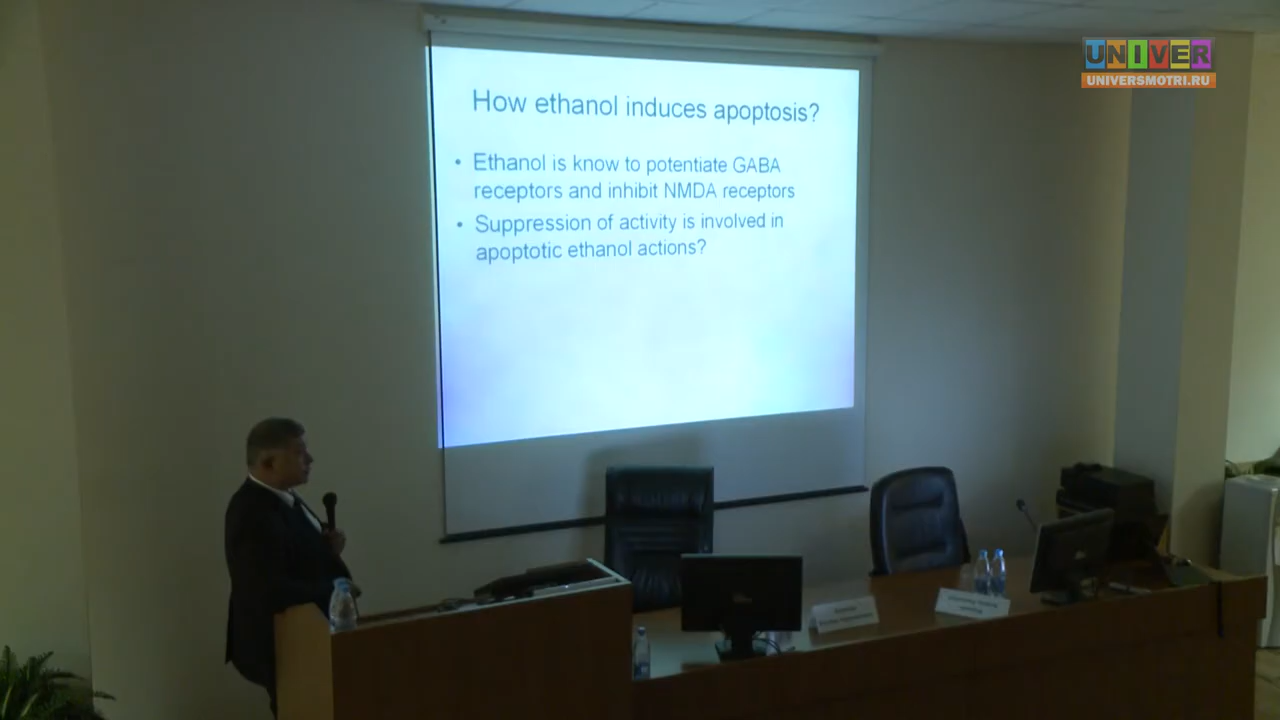 UNIVER
UNIVERSMOTRI.RU
How ethanol induces apoptosis?
• Ethanol is know to potentiate GABA
receptors and inhibit NMDA receptors
• Suppression of activity is involved in
apoptotic ethanol actions?